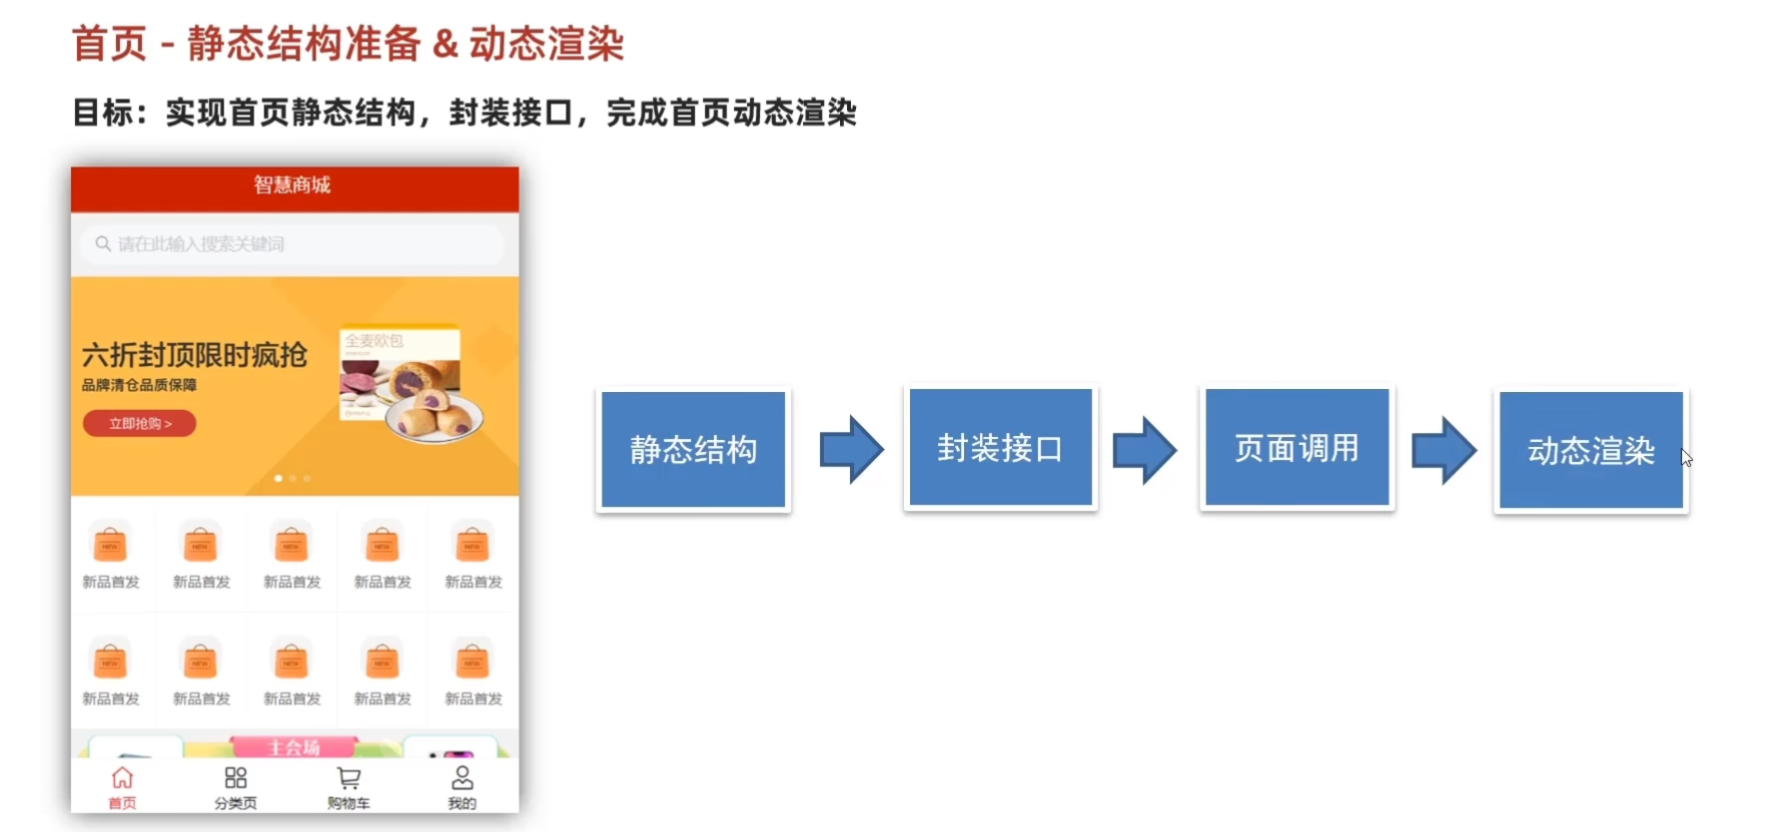 首页 - 静态结构准备 & 动态渲染
目标：实现首页静态结构，封装接口，完成首页动态渲染
智慧商城
请在此输入搜索关键词
六折封顶限时疯抢
品牌清仓品质保障
立即抢购 >
全麦欧包
新品首发 新品首发 新品首发 新品首发 新品首发
新品首发 新品首发 新品首发 新品首发 新品首发
主会场
首页 分类页 购物车 我的
静态结构 封装接口 页面调用 动态渲染